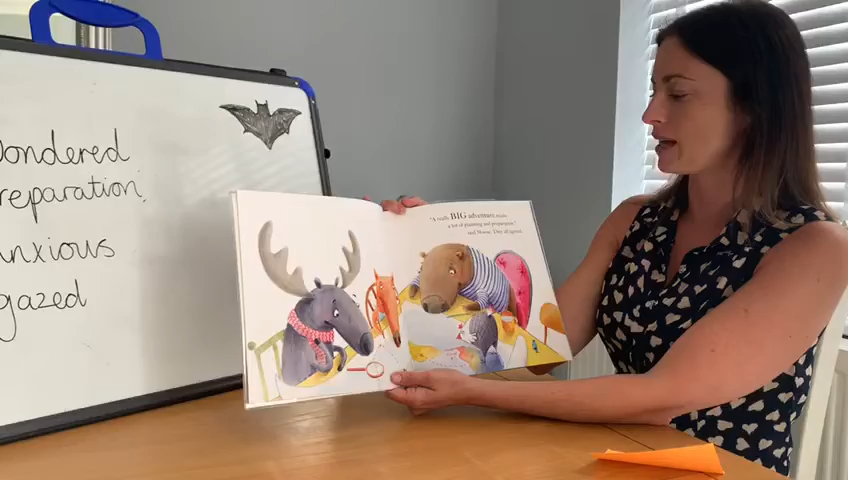 ondered
reparation
nxious
gazed
"A really BIG adventure needs
a lot of planning and preparation,"
said Moose. They all agreed.